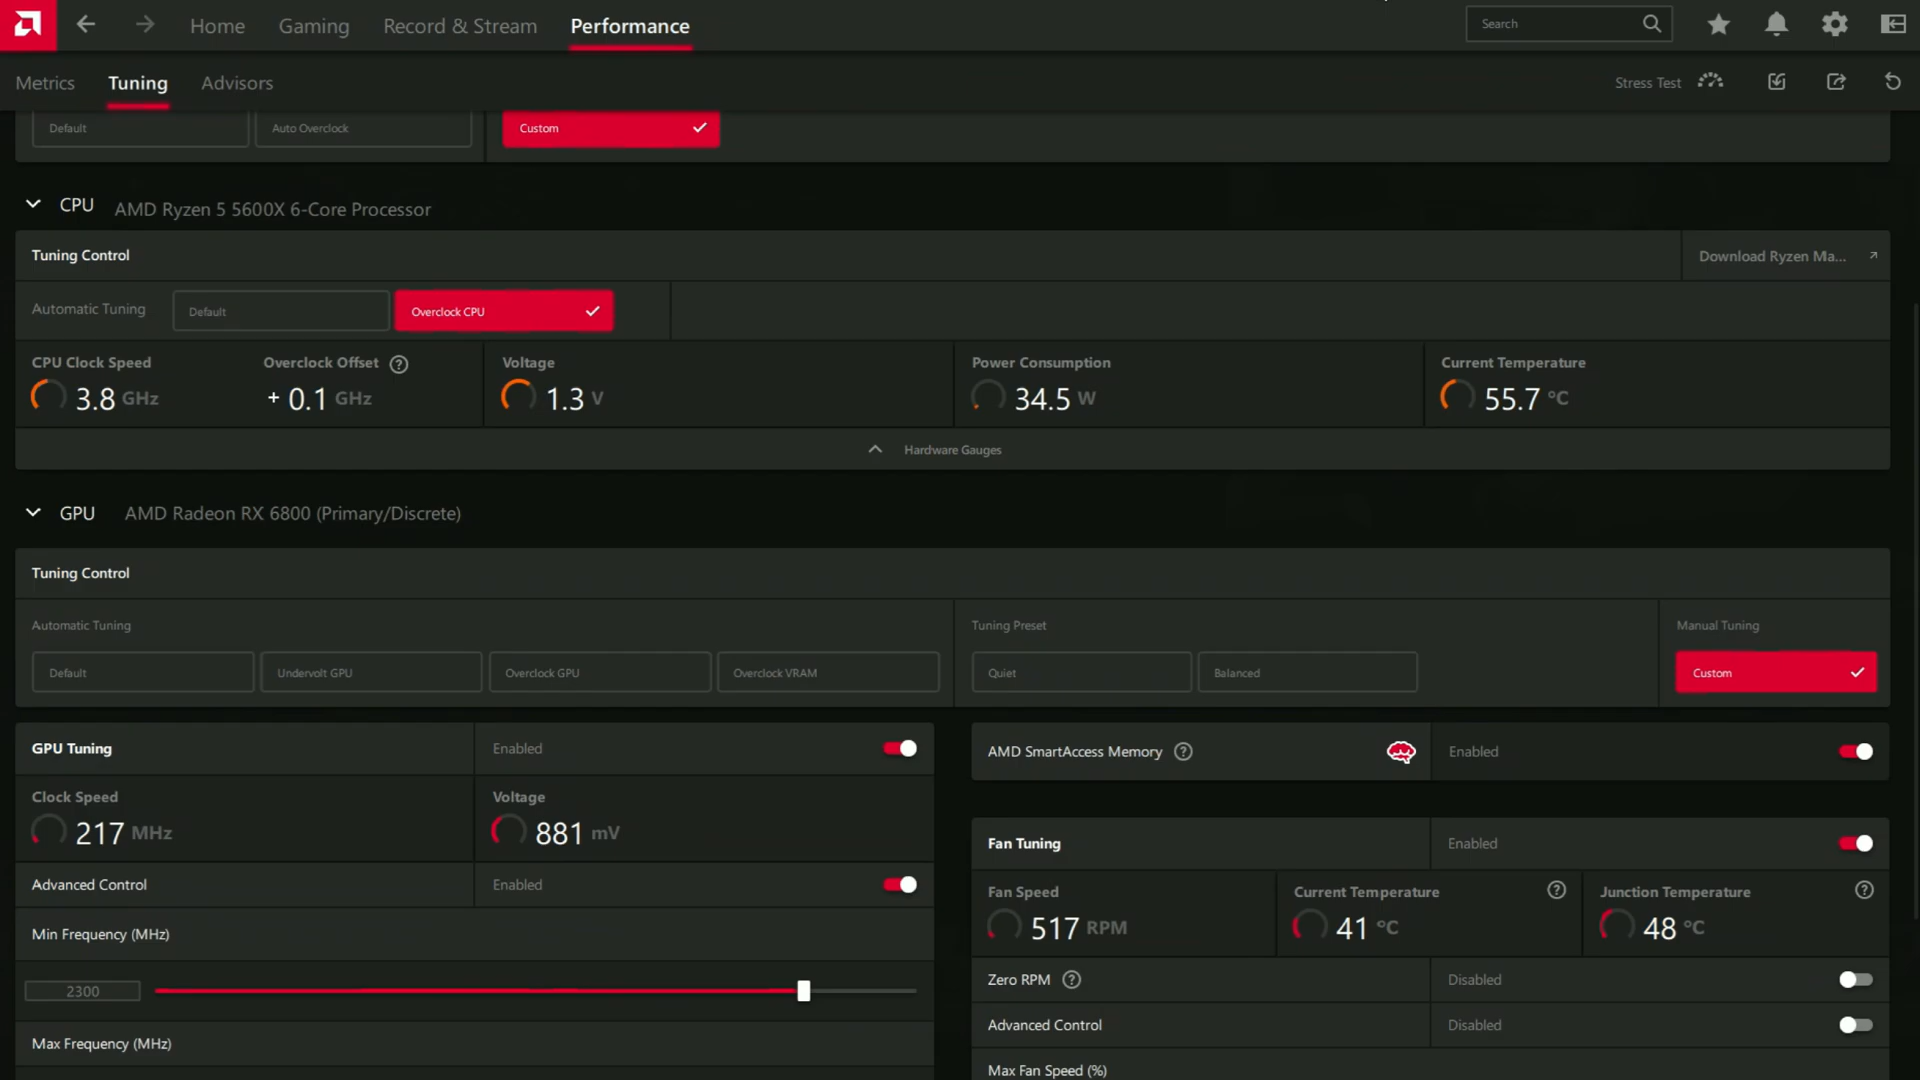 Home Gaming Record & Stream Performance Search
Metrics Tuning Advisors Stress Test
Default Auto Overclock Custom
CPU AMD Ryzen 5 5600X 6-Core Processor
Tuning Control Download Ryzen Ma...
Automatic Tuning Default Overclock CPU
CPU Clock Speed Overclock Offset Voltage Power Consumption Current Temperature
3.8 GHz + 0.1 GHz 1.3 V 34.5 W 55.7 °C
Hardware Gauges
GPU AMD Radeon RX 6800 (Primary/Discrete)
Tuning Control
Automatic Tuning Tuning Preset Manual Tuning
Default Undervolt GPU Overclock GPU Overclock VRAM Quiet Balanced Custom
GPU Tuning Enabled
Clock Speed Voltage
217 MHz 881 mV
Advanced Control Enabled
Min Frequency (MHz)
2300
Max Frequency (MHz)
AMD SmartAccess Memory Enabled
Fan Tuning Enabled
Fan Speed Current Temperature Junction Temperature
517 RPM 41 °C 48 °C
Zero RPM Disabled
Advanced Control Disabled
Max Fan Speed (%)